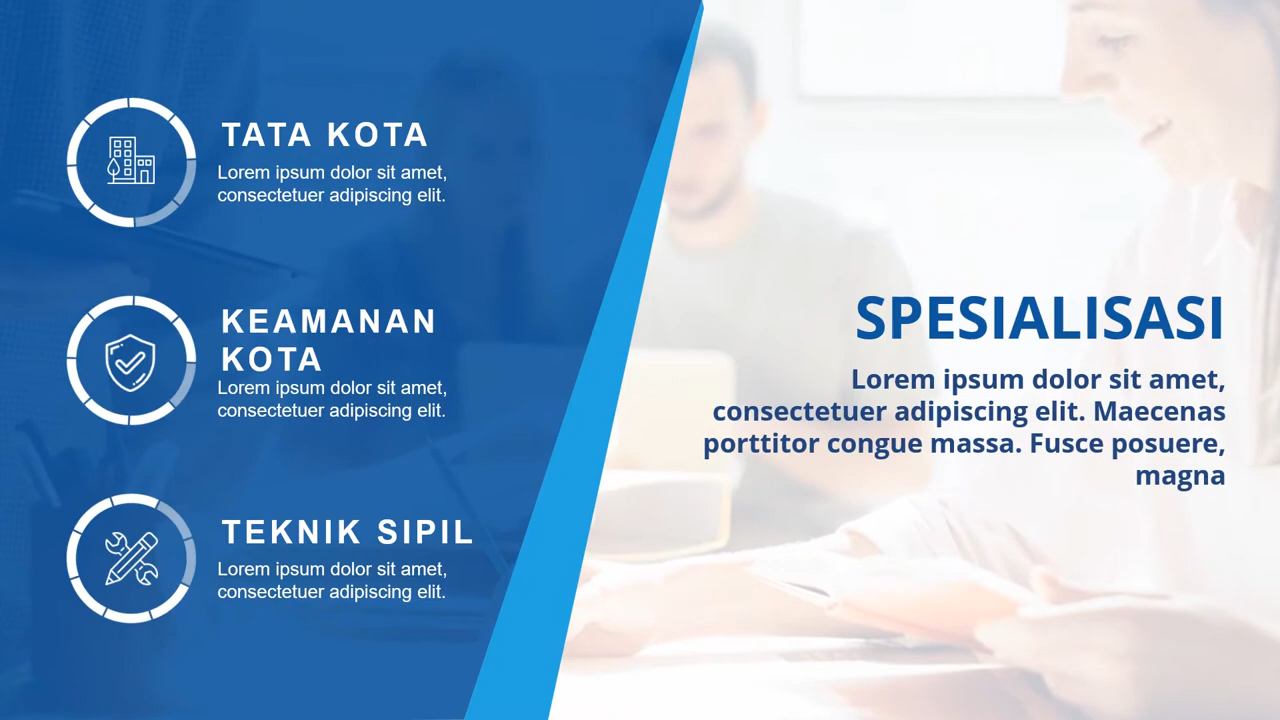 TATA KOTA
Lorem ipsum dolor sit amet,
consectetuer adipiscing elit.
KEAMANAN
KOTA
Lorem ipsum dolor sit amet,
consectetuer adipiscing elit.
TEKNIK SIPIL
Lorem ipsum dolor sit amet,
consectetuer adipiscing elit.
SPESIALISASI
Lorem ipsum dolor sit amet,
consectetuer adipiscing elit. Maecenas
porttitor congue massa. Fusce posuere,
magna